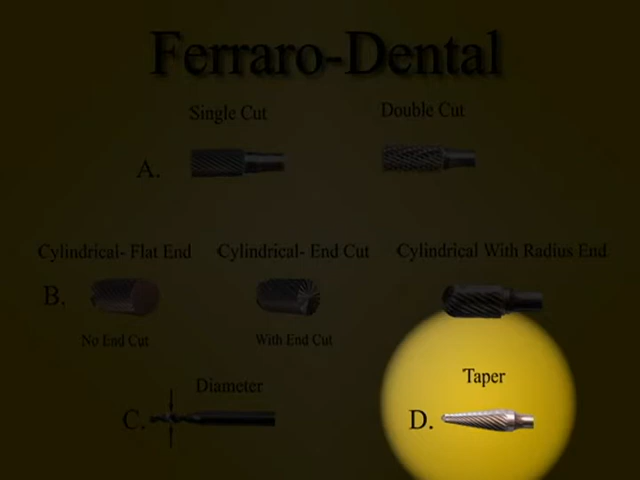 Ferraro-Dental
Single Cut
Double Cut
A.
Cylindrical- Flat End
Cylindrical- End Cut
Cylindrical With Radius End
B.
No End Cut
With End Cut
Diameter
Taper
C.
D.